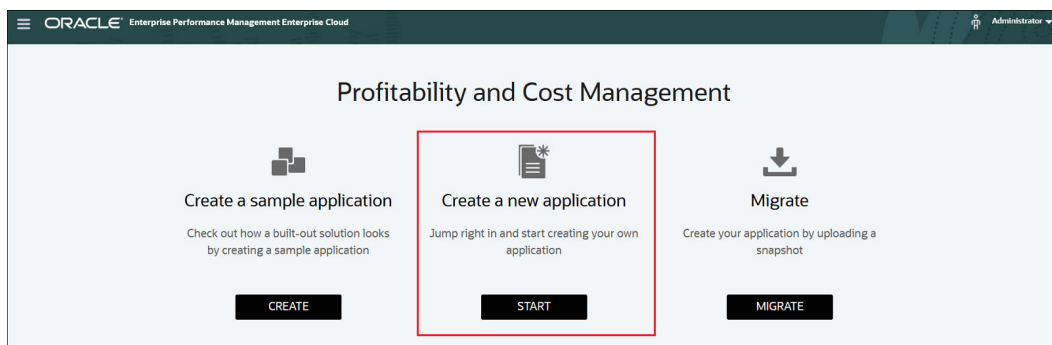 ORACLE Enterprise Performance Management Enterprise Cloud
Administrator
Profitability and Cost Management
Create a sample application
Check out how a built-out solution looks
by creating a sample application
CREATE
Create a new application
Jump right in and start creating your own
application
START
Migrate
Create your application by uploading a
snapshot
MIGRATE